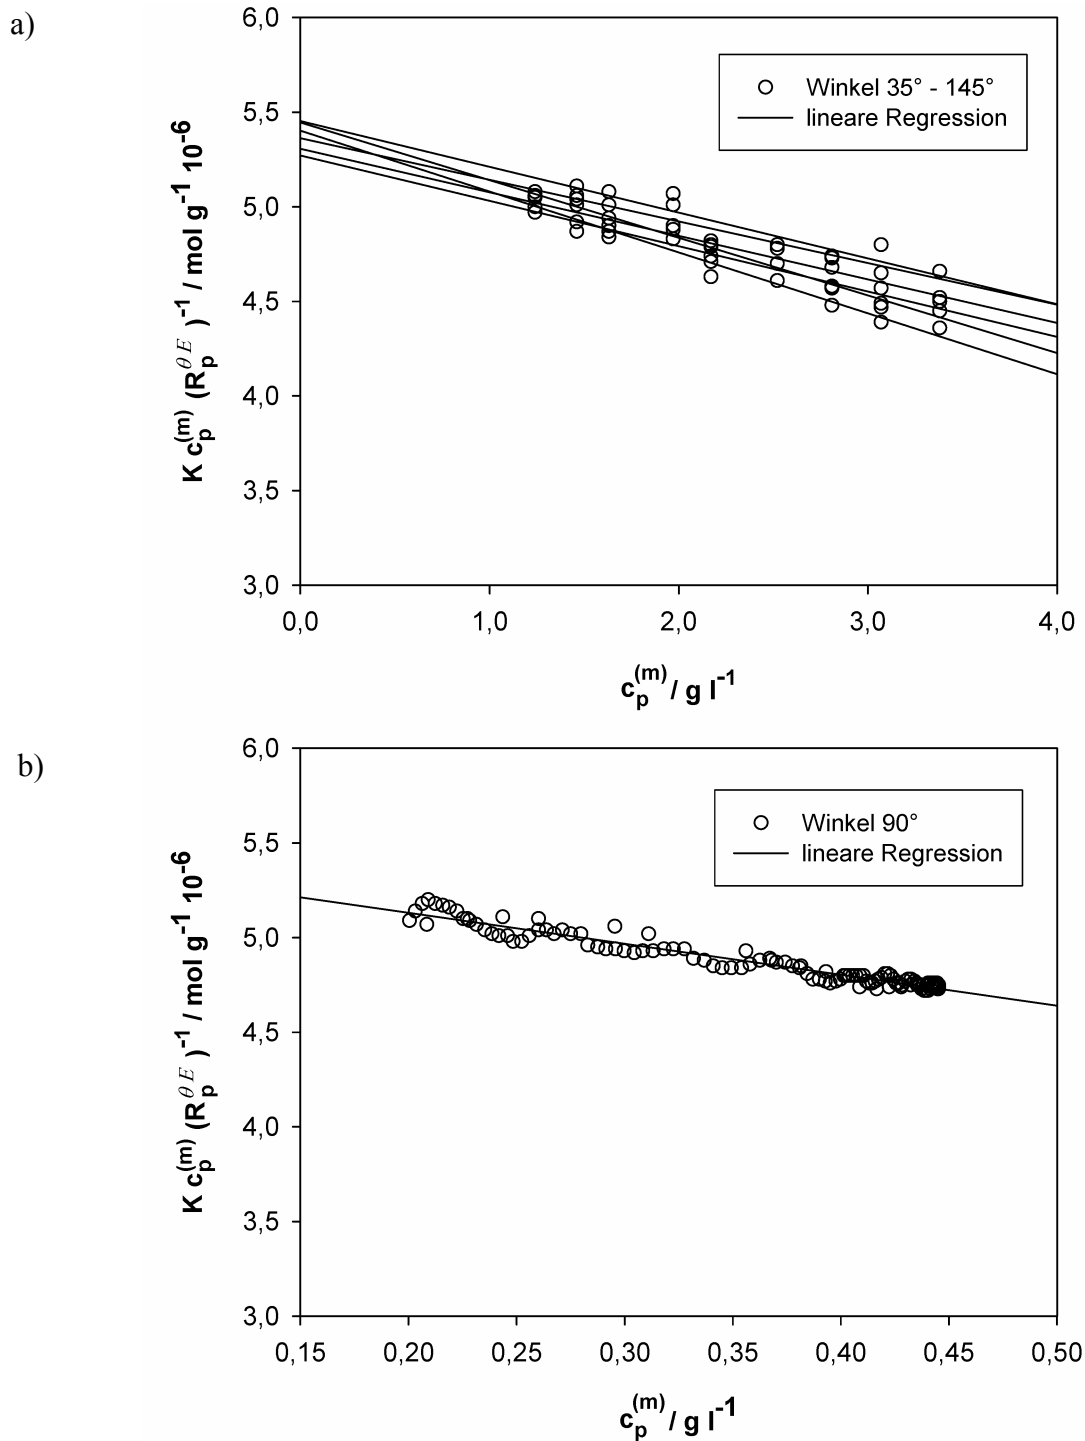 a)
6,0
5,5
5,0
4,5
4,0
3,5
3,0
K c_p^(m) (R_p^θE)^-1 / mol g^-1 10^-6
Winkel 35° - 145°
lineare Regression
0,0 1,0 2,0 3,0 4,0
c_p^(m) / g l^-1
b)
6,0
5,5
5,0
4,5
4,0
3,5
3,0
K c_p^(m) (R_p^θE)^-1 / mol g^-1 10^-6
Winkel 90°
lineare Regression
0,15 0,20 0,25 0,30 0,35 0,40 0,45 0,50
c_p^(m) / g l^-1